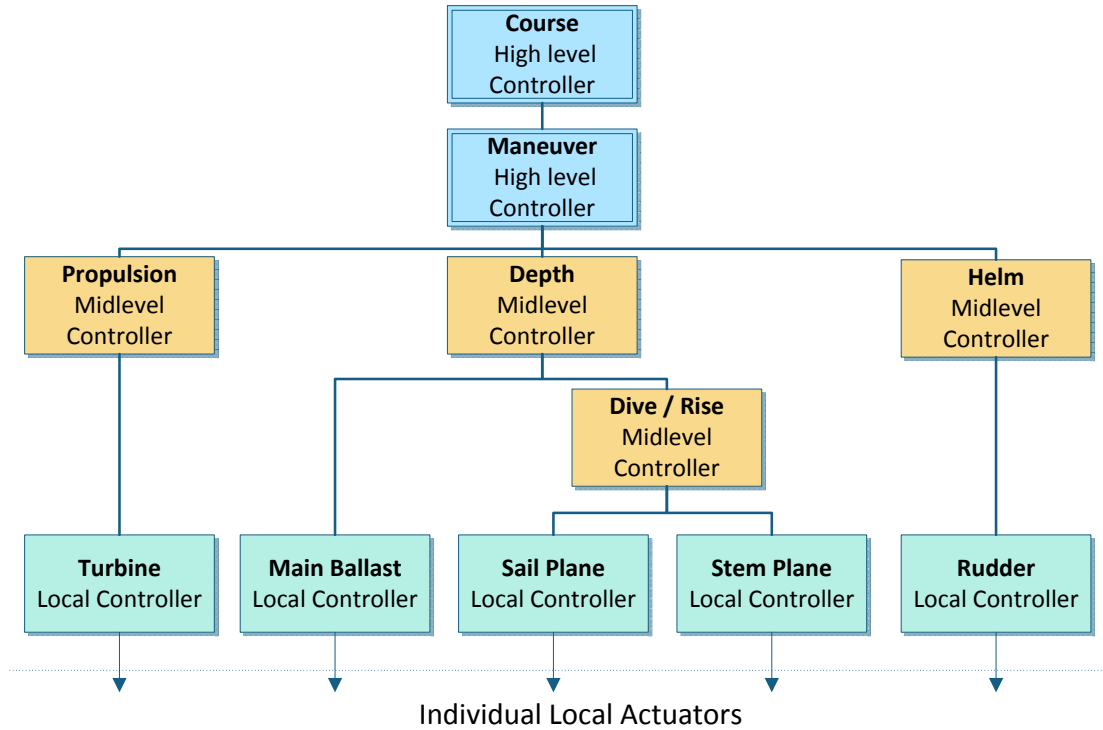 Course
High level
Controller
Maneuver
High level
Controller
Propulsion
Midlevel
Controller
Depth
Midlevel
Controller
Helm
Midlevel
Controller
Dive / Rise
Midlevel
Controller
Turbine
Local Controller
Main Ballast
Local Controller
Sail Plane
Local Controller
Stem Plane
Local Controller
Rudder
Local Controller
Individual Local Actuators